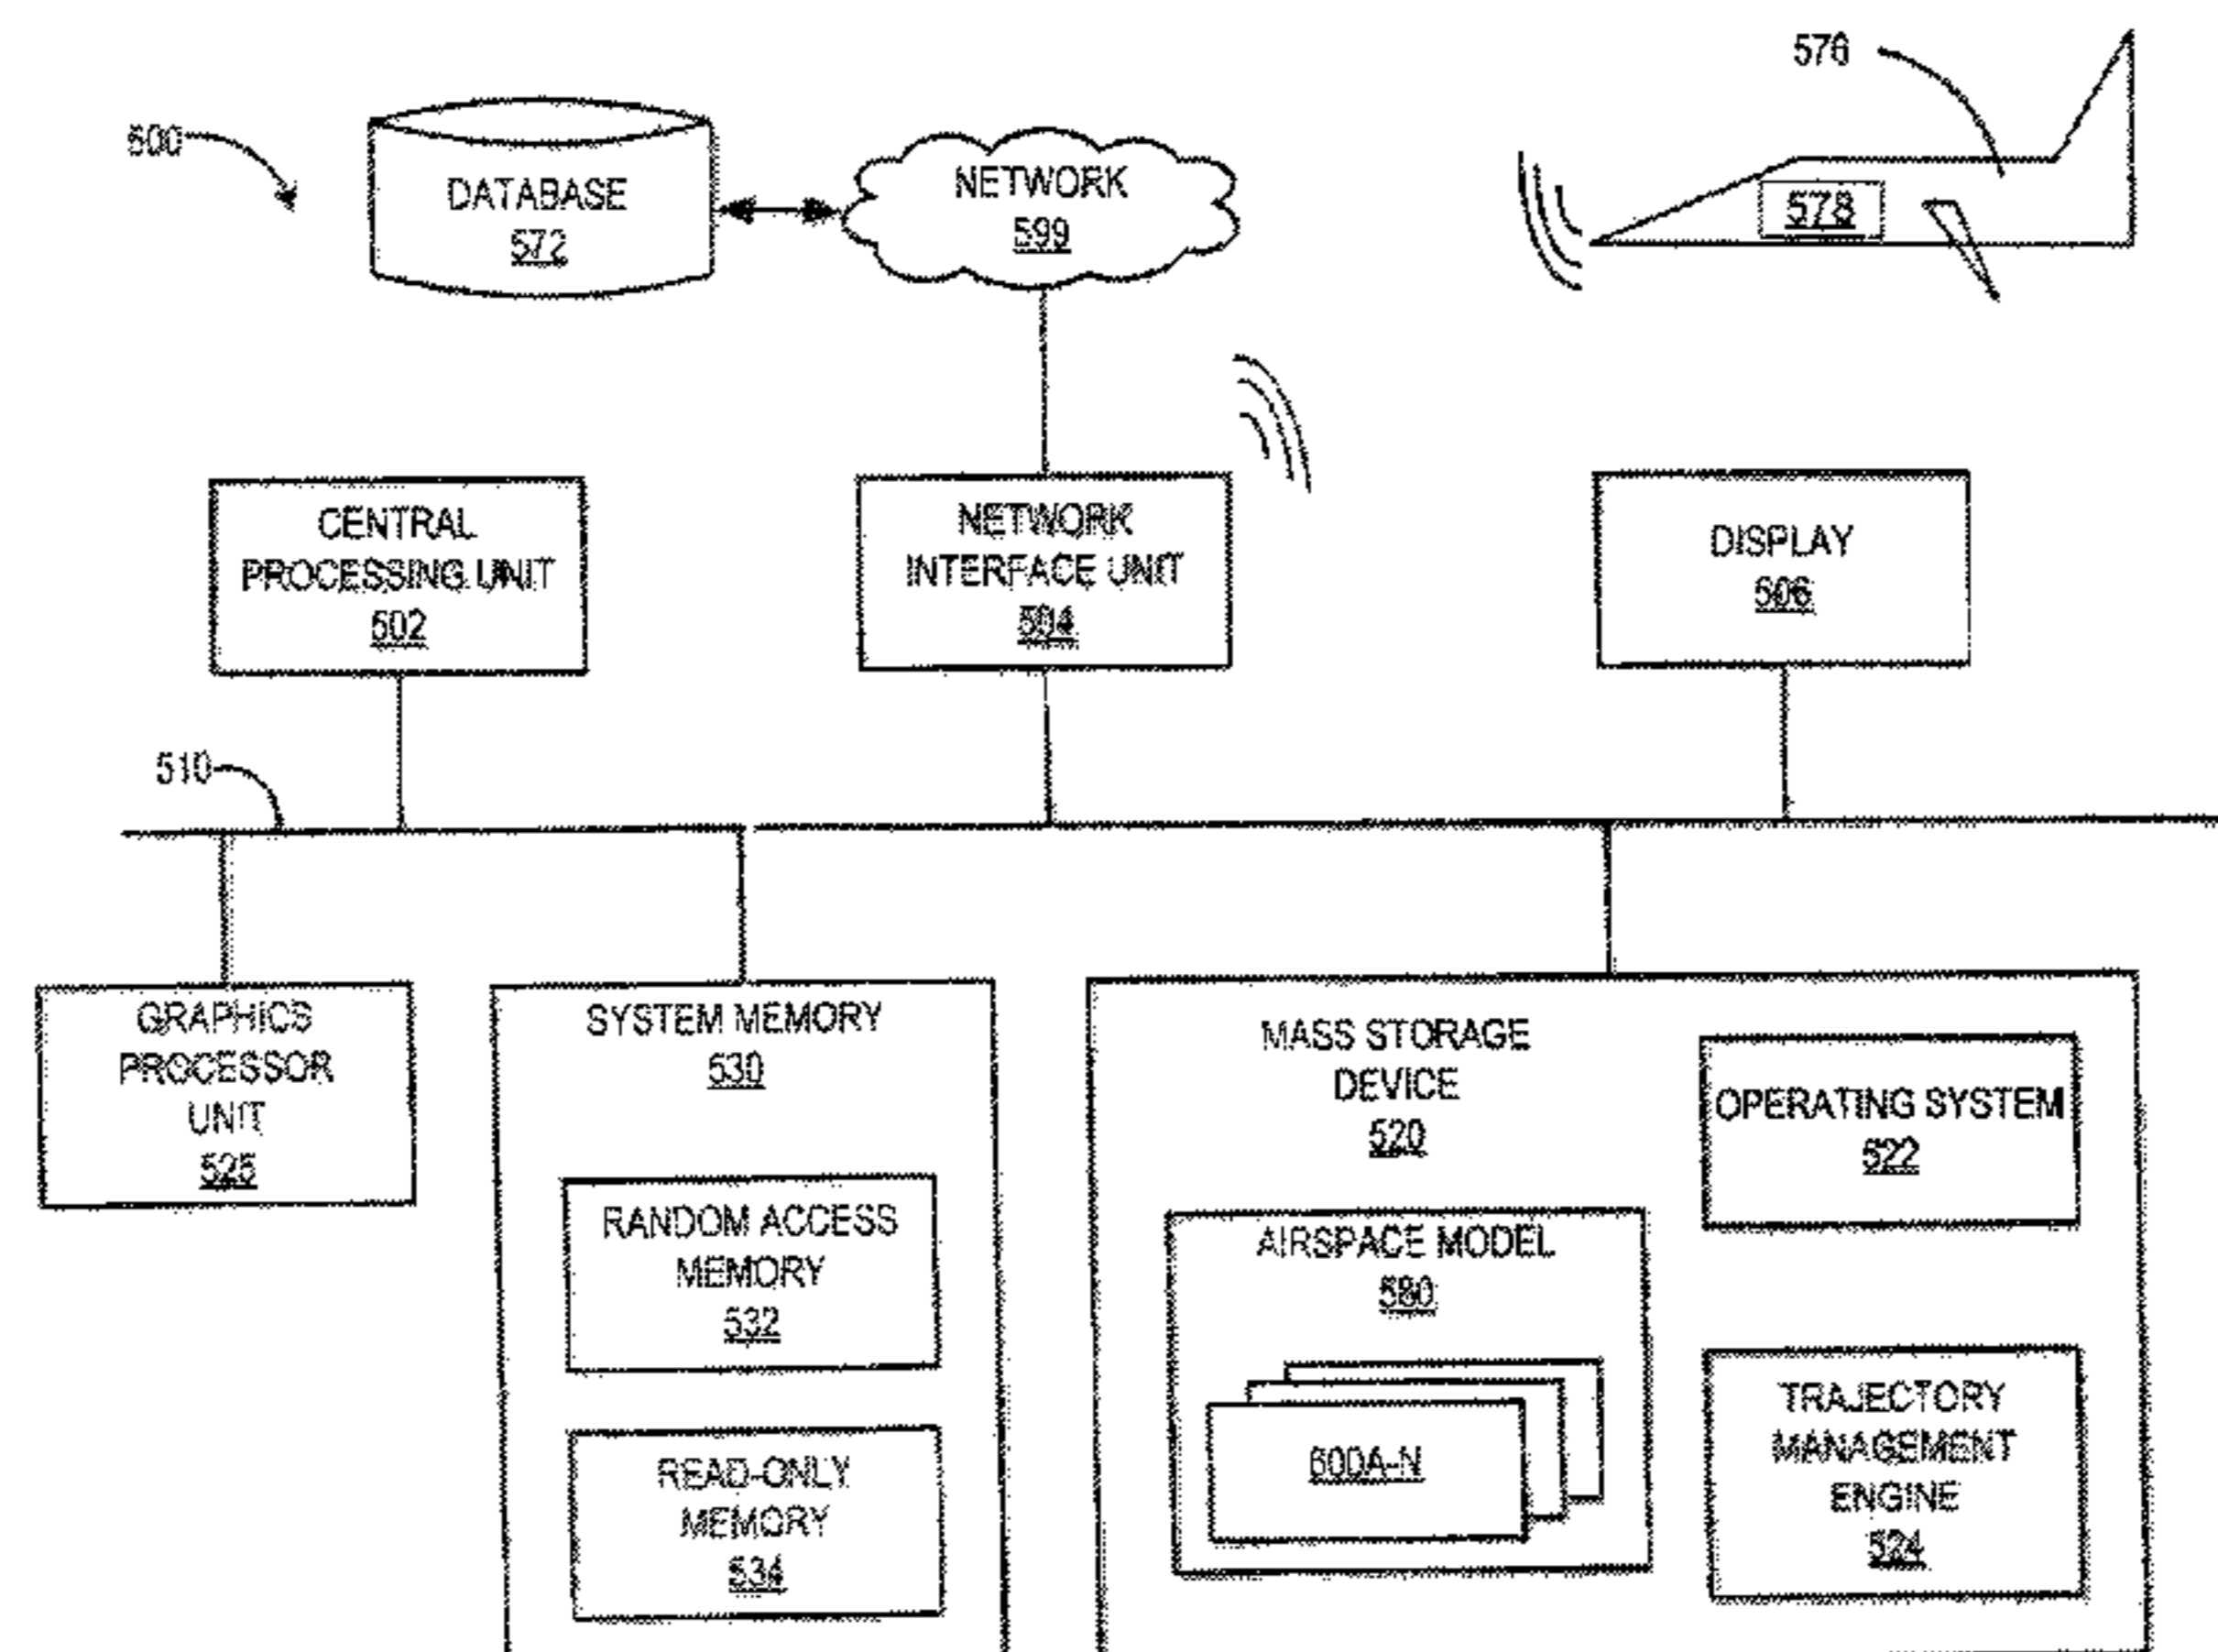 576
500
DATABASE
572
NETWORK
599
578
CENTRAL
PROCESSING UNIT
502
NETWORK
INTERFACE UNIT
504
DISPLAY
506
510
GRAPHICS
PROCESSOR
UNIT
525
SYSTEM MEMORY
530
RANDOM ACCESS
MEMORY
532
READ-ONLY
MEMORY
534
MASS STORAGE
DEVICE
520
OPERATING SYSTEM
522
AIRSPACE MODEL
580
600A-N
TRAJECTORY
MANAGEMENT
ENGINE
524